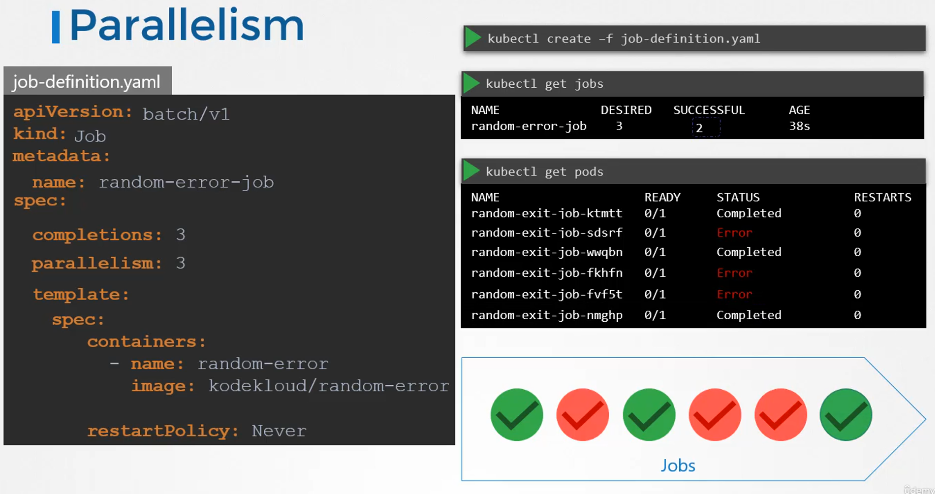 Parallelism
job-definition.yaml
apiVersion: batch/v1
kind: Job
metadata:
name: random-error-job
spec:
completions: 3
parallelism: 3
template:
spec:
containers:
- name: random-error
image: kodekloud/random-error
restartPolicy: Never
kubectl create –f job-definition.yaml
kubectl get jobs
NAME DESIRED SUCCESSFUL AGE
random-error-job 3 2 38s
kubectl get pods
NAME READY STATUS RESTARTS
random-exit-job-ktmtt 0/1 Completed 0
random-exit-job-sdsrf 0/1 Error 0
random-exit-job-wwqbn 0/1 Completed 0
random-exit-job-fkhfn 0/1 Error 0
random-exit-job-fvf5t 0/1 Error 0
random-exit-job-nmghp 0/1 Completed 0
Jobs
Udemy